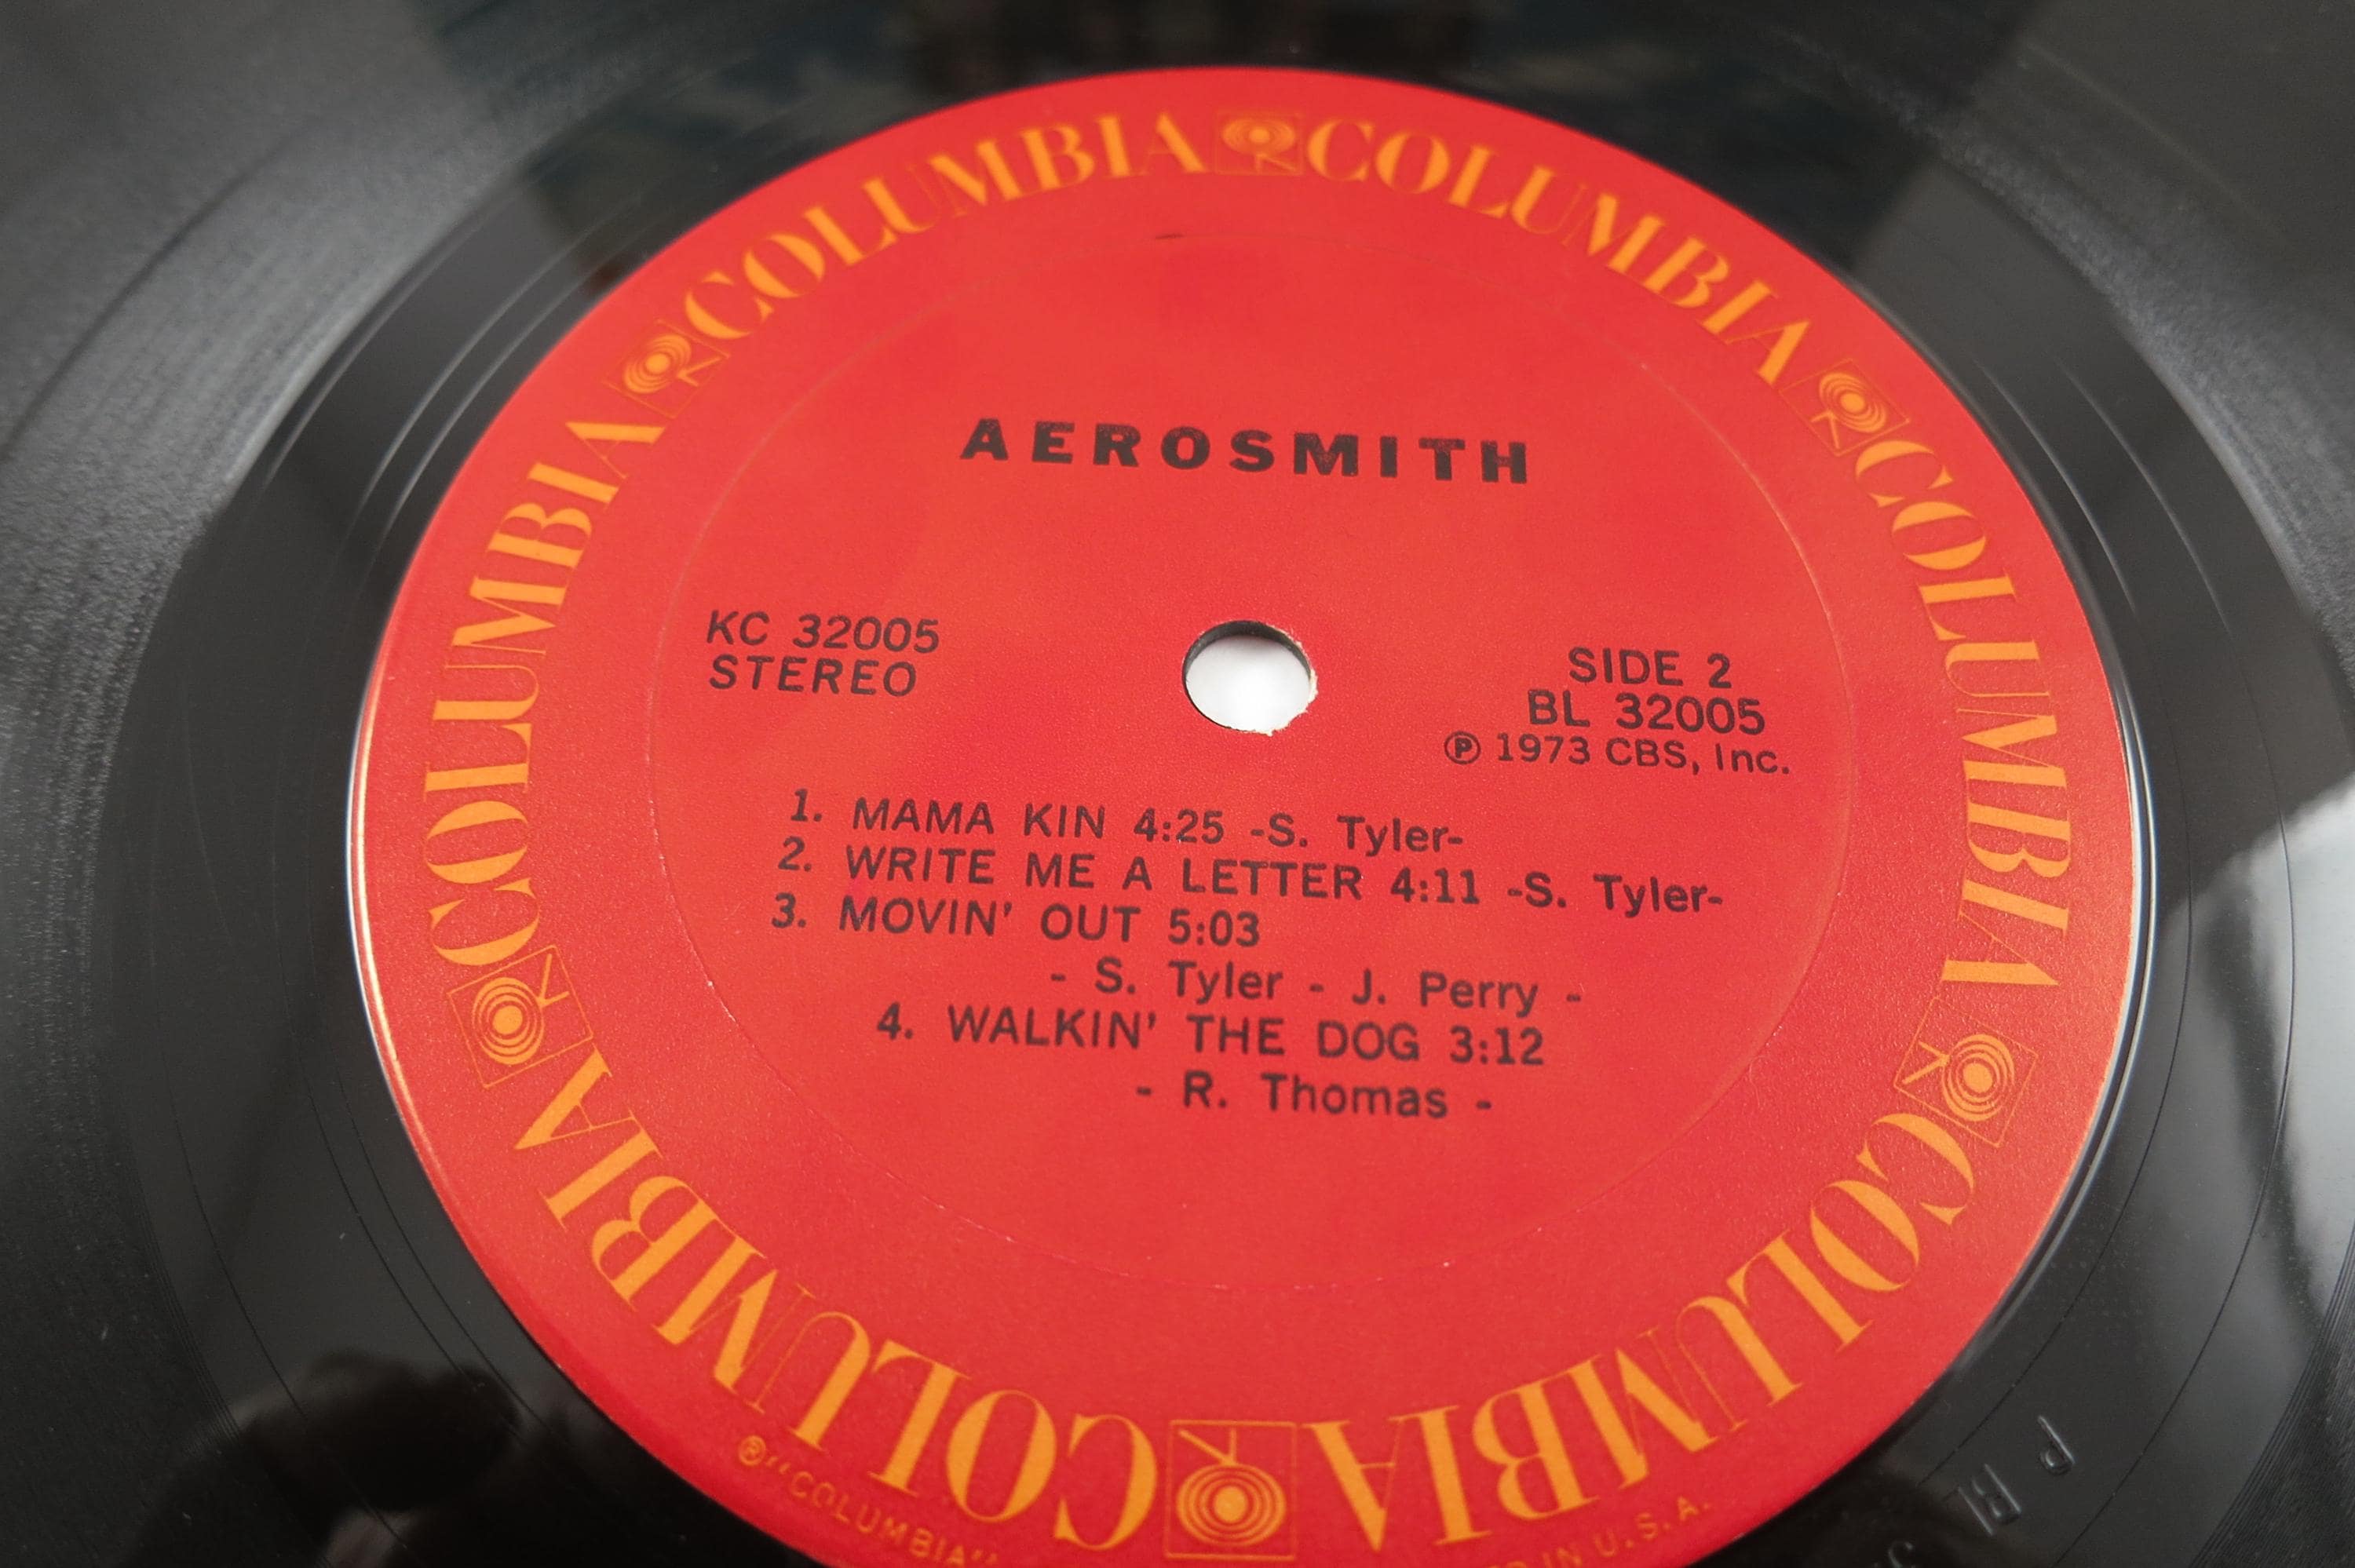 COLUMBIA COLUMBIA COLUMBIA COLUMBIA COLUMBIA COLUMBIA
AEROSMITH
KC 32005
STEREO
SIDE 2
BL 32005
℗ 1973 CBS, Inc.
1. MAMA KIN 4:25 -S. Tyler-
2. WRITE ME A LETTER 4:11 -S. Tyler-
3. MOVIN' OUT 5:03
- S. Tyler - J. Perry -
4. WALKIN' THE DOG 3:12
- R. Thomas -
® "COLUMBIA"
IN U.S.A.
P BL